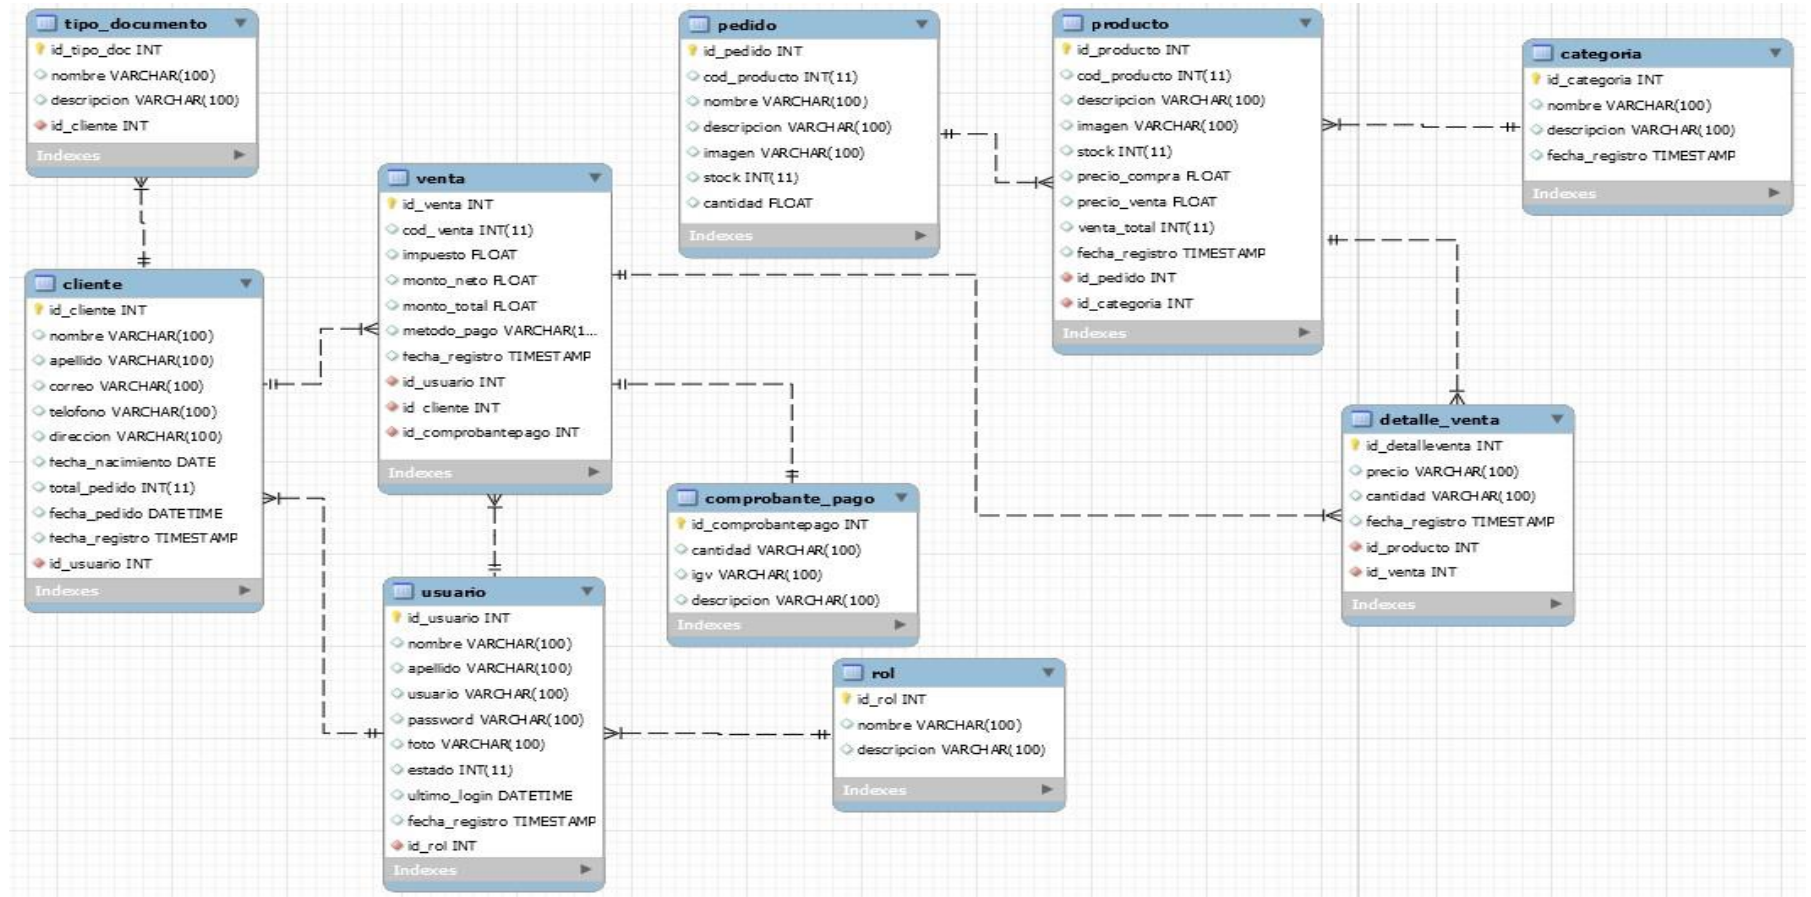 tipo_documento
id_tipo_doc INT
nombre VARCHAR(100)
descripcion VARCHAR(100)
id_cliente INT
Indexes
cliente
id_cliente INT
nombre VARCHAR(100)
apellido VARCHAR(100)
correo VARCHAR(100)
telofono VARCHAR(100)
direccion VARCHAR(100)
fecha_nacimiento DATE
total_pedido INT(11)
fecha_pedido DATETIME
fecha_registro TIMESTAMP
id_usuario INT
Indexes
venta
id_venta INT
cod_venta INT(11)
impuesto FLOAT
monto_neto FLOAT
monto_total FLOAT
metodo_pago VARCHAR(1...
fecha_registro TIMESTAMP
id_usuario INT
id_cliente INT
id_comprobantepago INT
Indexes
usuario
id_usuario INT
nombre VARCHAR(100)
apellido VARCHAR(100)
usuario VARCHAR(100)
password VARCHAR(100)
foto VARCHAR(100)
estado INT(11)
ultimo_login DATETIME
fecha_registro TIMESTAMP
id_rol INT
Indexes
pedido
id_pedido INT
cod_producto INT(11)
nombre VARCHAR(100)
descripcion VARCHAR(100)
imagen VARCHAR(100)
stock INT(11)
cantidad FLOAT
Indexes
comprobante_pago
id_comprobantepago INT
cantidad VARCHAR(100)
igv VARCHAR(100)
descripcion VARCHAR(100)
Indexes
rol
id_rol INT
nombre VARCHAR(100)
descripcion VARCHAR(100)
Indexes
producto
id_producto INT
cod_producto INT(11)
descripcion VARCHAR(100)
imagen VARCHAR(100)
stock INT(11)
precio_compra FLOAT
precio_venta FLOAT
venta_total INT(11)
fecha_registro TIMESTAMP
id_pedido INT
id_categoria INT
Indexes
categoria
id_categoria INT
nombre VARCHAR(100)
descripcion VARCHAR(100)
fecha_registro TIMESTAMP
Indexes
detalle_venta
id_detalleventa INT
precio VARCHAR(100)
cantidad VARCHAR(100)
fecha_registro TIMESTAMP
id_producto INT
id_venta INT
Indexes